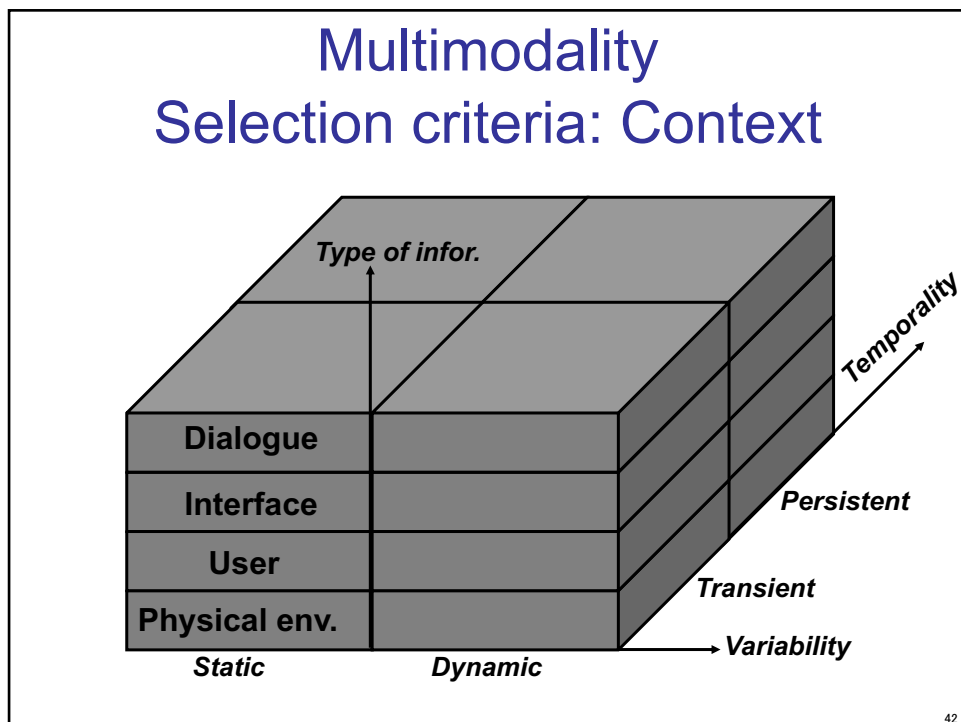 Multimodality
Selection criteria: Context
Type of infor.
Temporality
Dialogue
Interface
Persistent
User
Transient
Physical env.
Variability
Static Dynamic
42